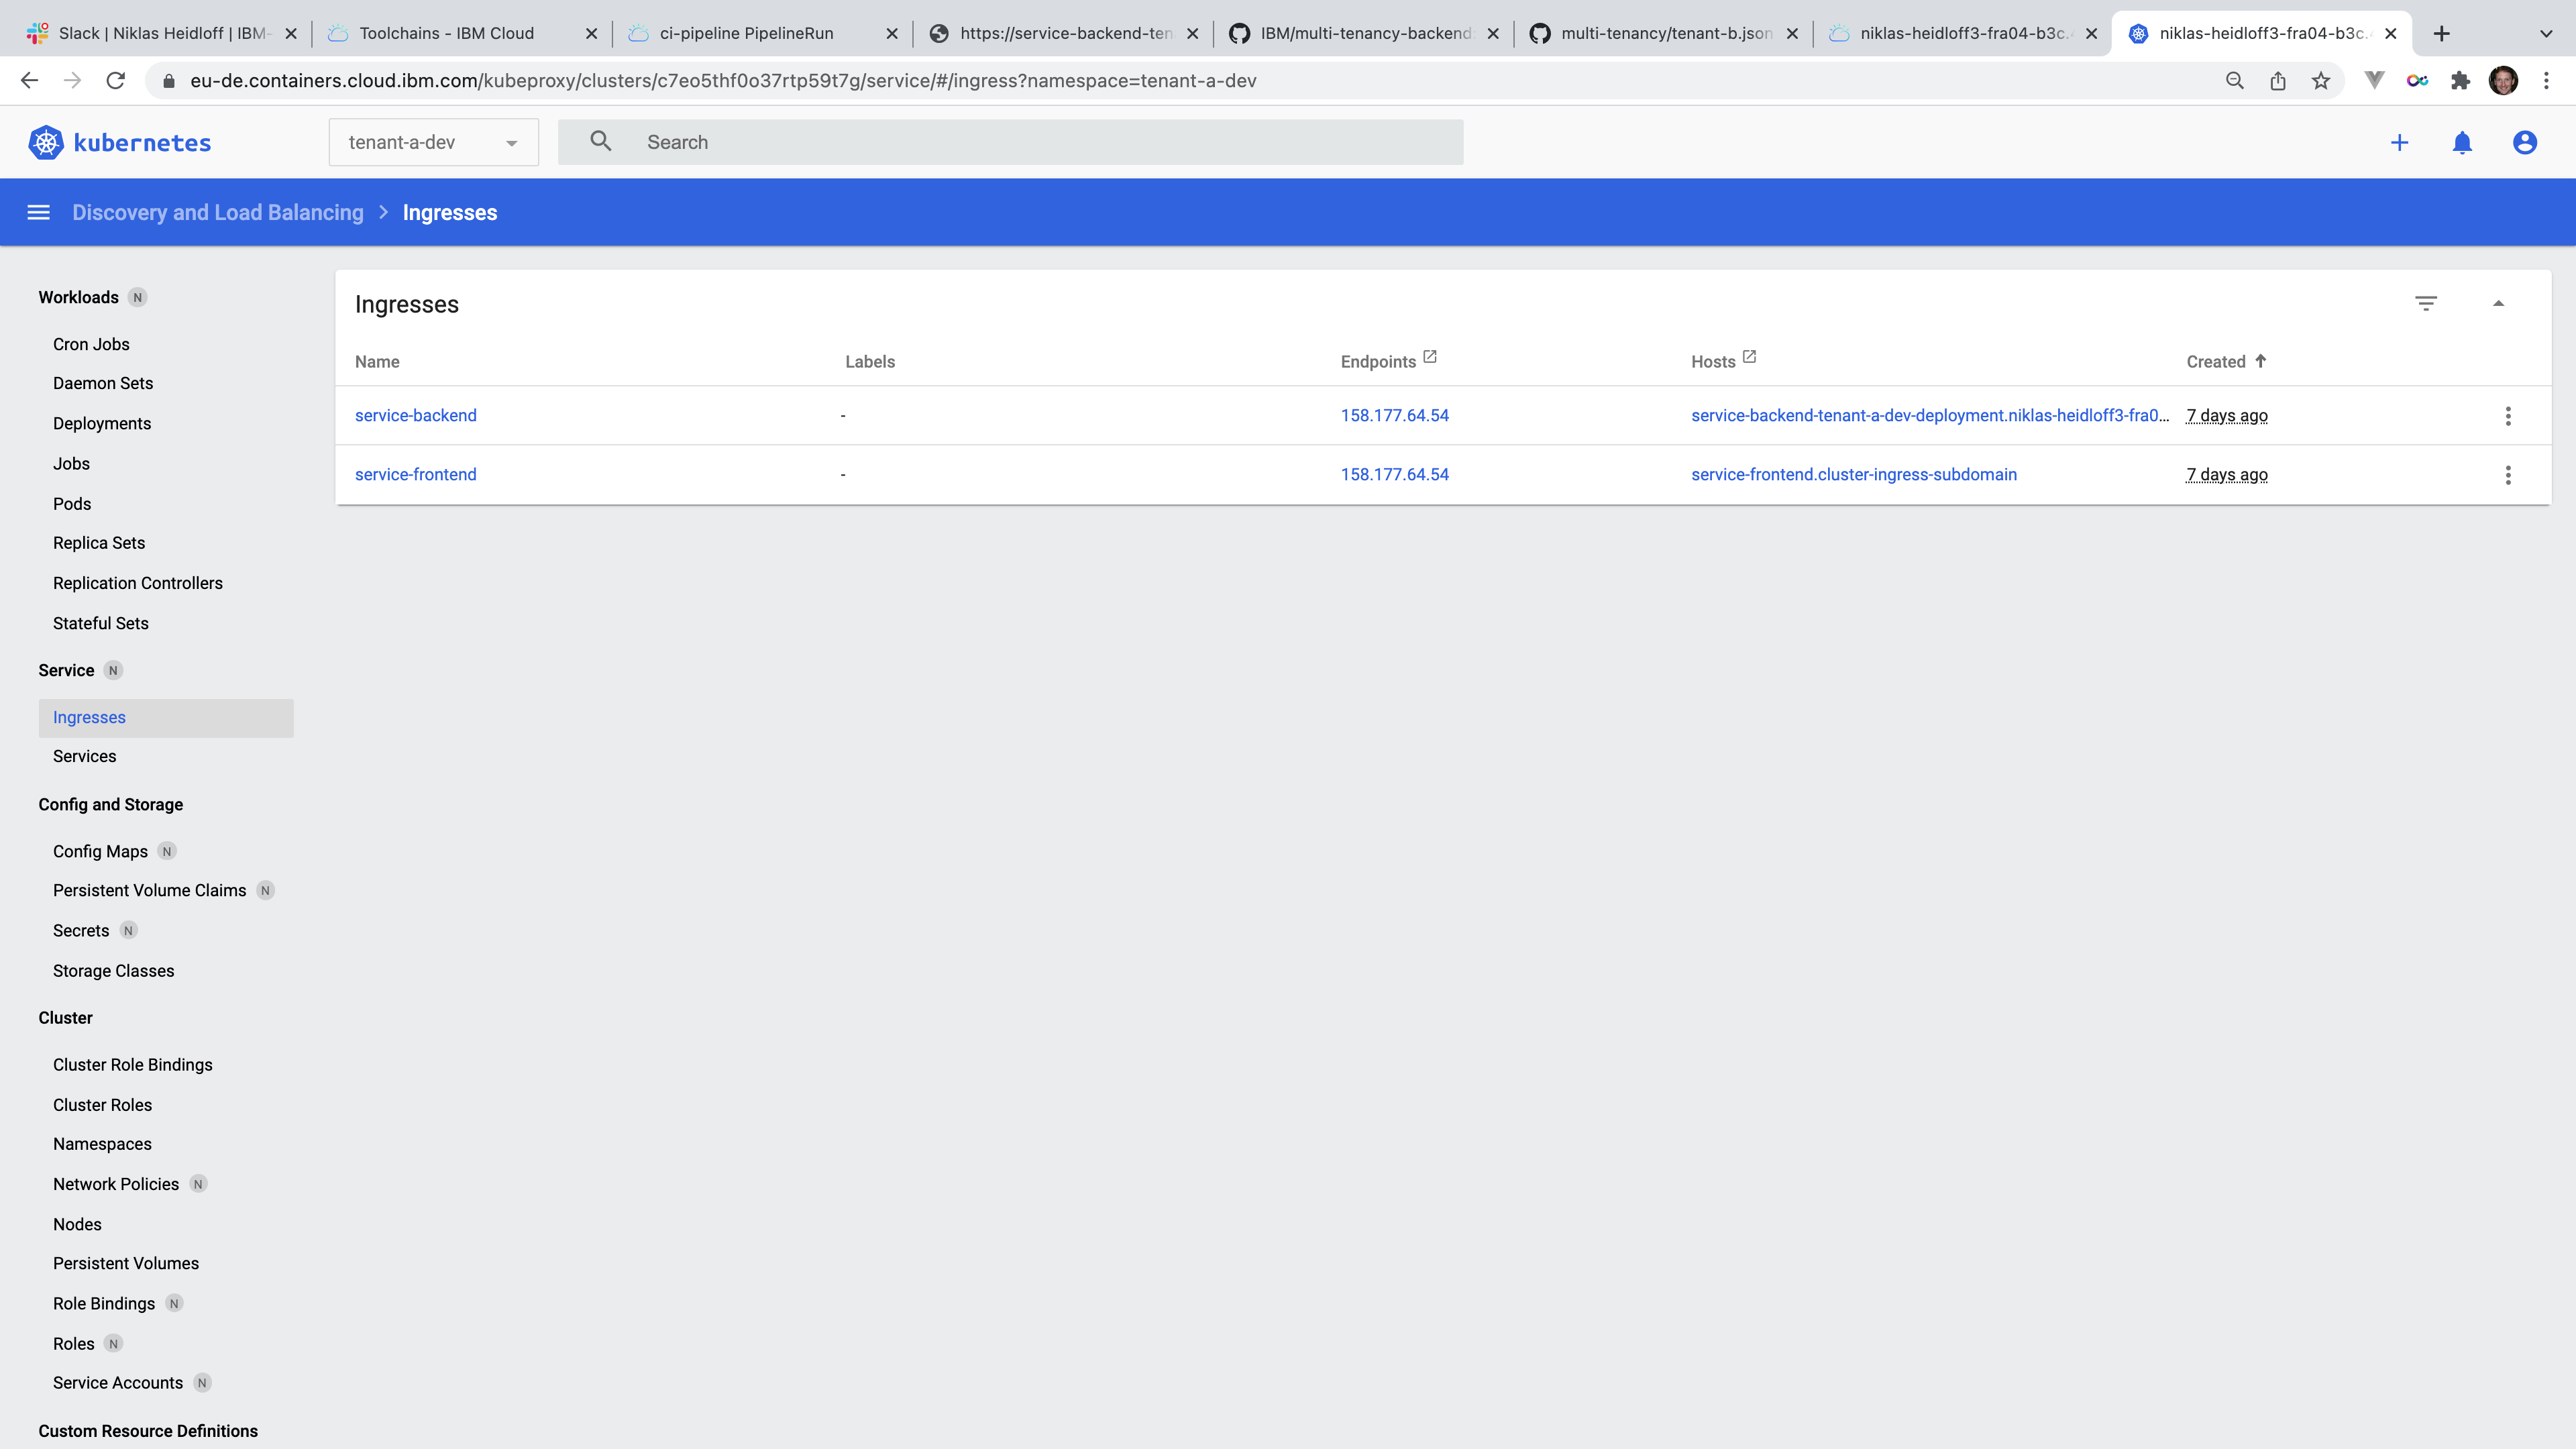 Slack | Niklas Heidloff | IBM-
Toolchains - IBM Cloud
ci-pipeline PipelineRun
https://service-backend-ten
IBM/multi-tenancy-backend
multi-tenancy/tenant-b.json
niklas-heidloff3-fra04-b3c.
niklas-heidloff3-fra04-b3c.
eu-de.containers.cloud.ibm.com/kubeproxy/clusters/c7eo5thf0o37rtp59t7g/service/#/ingress?namespace=tenant-a-dev
kubernetes
tenant-a-dev
Search
Discovery and Load Balancing > Ingresses
Workloads N
Cron Jobs
Daemon Sets
Deployments
Jobs
Pods
Replica Sets
Replication Controllers
Stateful Sets
Service N
Ingresses
Services
Config and Storage
Config Maps N
Persistent Volume Claims N
Secrets N
Storage Classes
Cluster
Cluster Role Bindings
Cluster Roles
Namespaces
Network Policies N
Nodes
Persistent Volumes
Role Bindings N
Roles N
Service Accounts N
Custom Resource Definitions
Ingresses
Name Labels Endpoints Hosts Created
service-backend - 158.177.64.54 service-backend-tenant-a-dev-deployment.niklas-heidloff3-fra0... 7 days ago
service-frontend - 158.177.64.54 service-frontend.cluster-ingress-subdomain 7 days ago